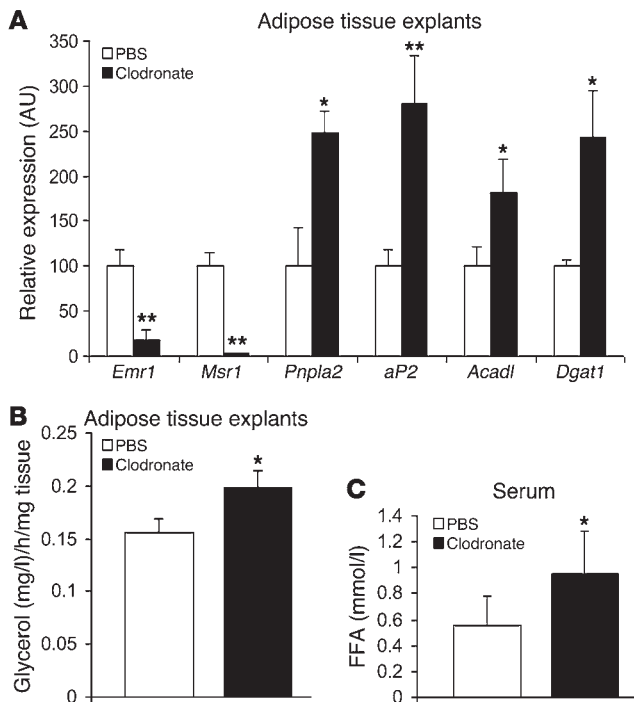 A
Adipose tissue explants
PBS
Clodronate
Relative expression (AU)
350
300
250
200
150
100
50
0
** ** * ** * *
Emr1 Msr1 Pnpla2 aP2 Acadl Dgat1
B
Adipose tissue explants
PBS
Clodronate
Glycerol (mg/l)/h/mg tissue
0.25
0.2
0.15
0.1
0.05
0
*
C
Serum
PBS
Clodronate
FFA (mmol/l)
1.4
1.2
1
0.8
0.6
0.4
0.2
0
*